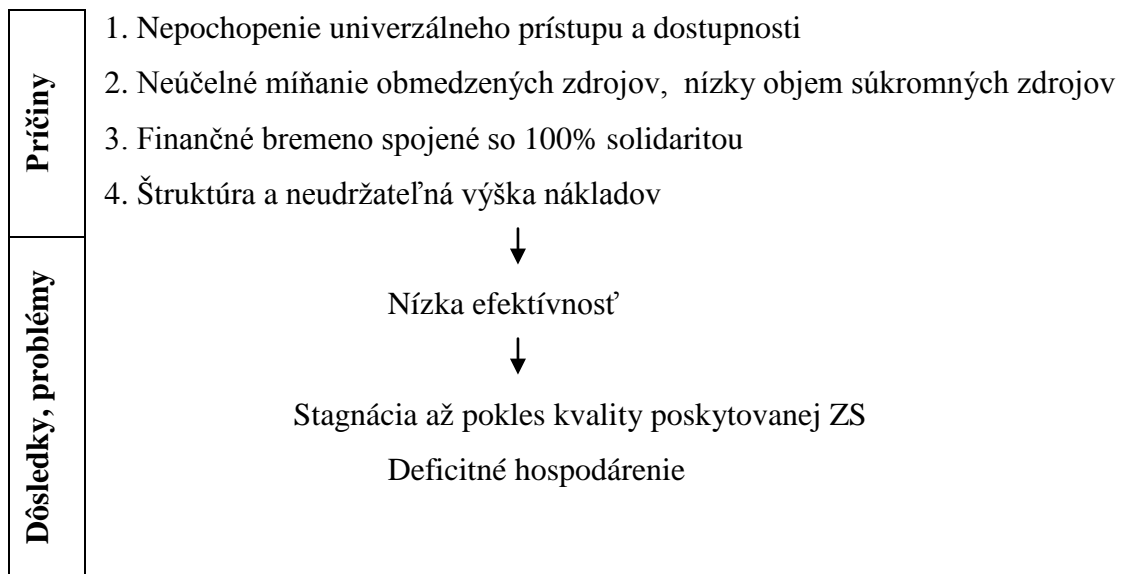 Príčiny
1. Nepochopenie univerzálneho prístupu a dostupnosti
2. Neúčelné míňanie obmedzených zdrojov, nízky objem súkromných zdrojov
3. Finančné bremeno spojené so 100% solidaritou
4. Štruktúra a neudržateľná výška nákladov
Dôsledky, problémy
Nízka efektívnosť
Stagnácia až pokles kvality poskytovanej ZS
Deficitné hospodárenie